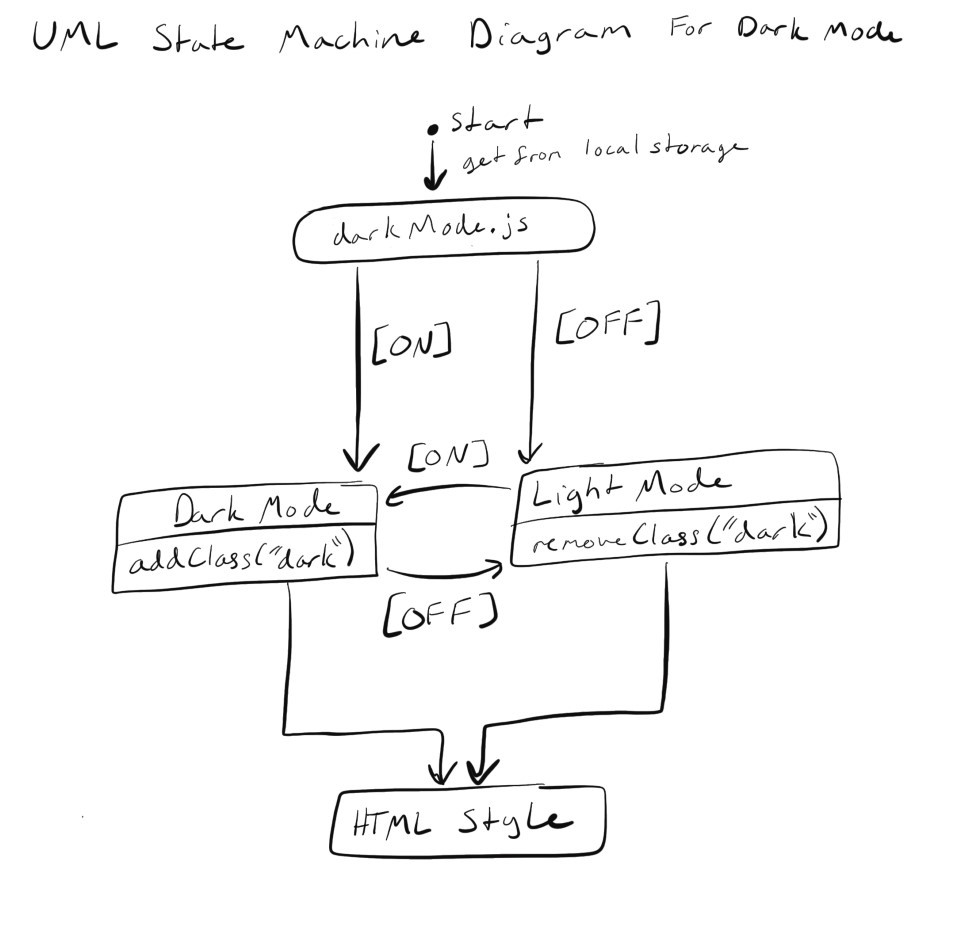 UML State Machine Diagram For Dark Mode
start
get fron local storage
darkMode.js
[ON]
[OFF]
[ON]
Dark Mode
addClass("dark")
Light Mode
removeClass("dark")
[OFF]
HTML Style